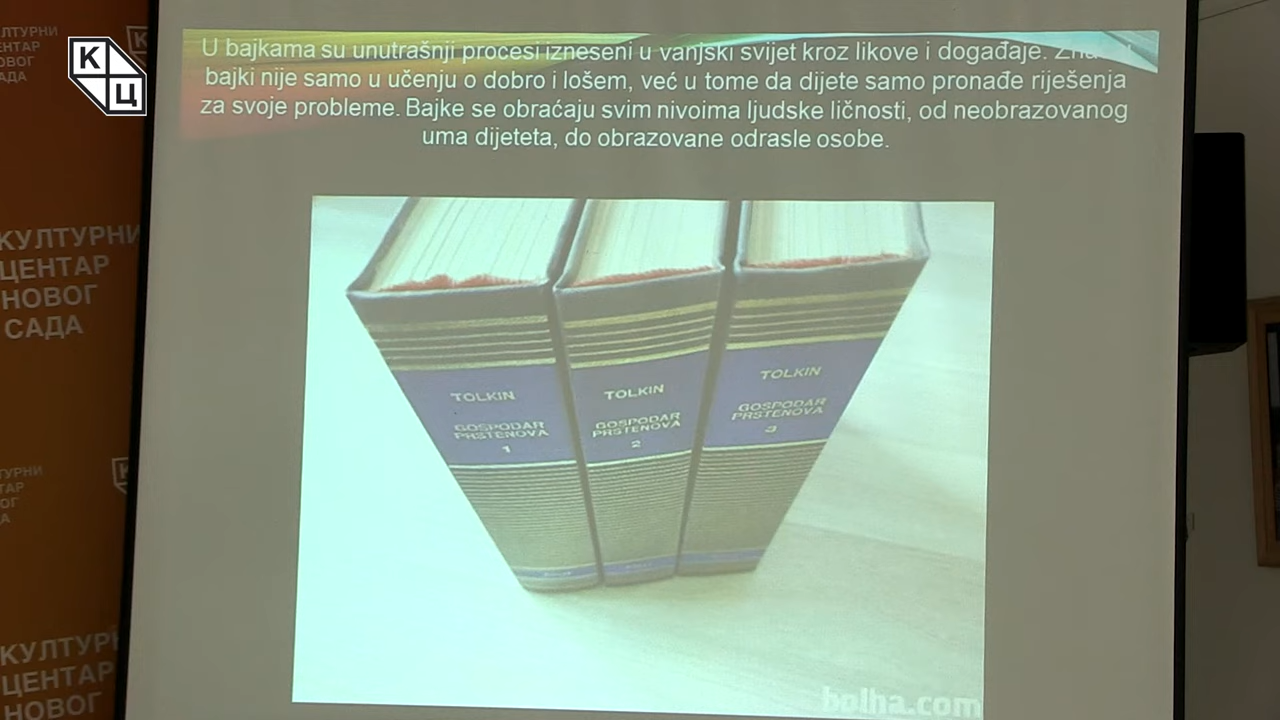 U bajkama su unutrašnji procesi izneseni u vanjski svijet kroz likove i događaje.
bajki nije samo u učenju o dobro i lošem, već u tome da dijete samo pronađe riješenja
za svoje probleme. Bajke se obraćaju svim nivoima ljudske ličnosti, od neobrazovanog
uma dijeteta, do obrazovane odrasle osobe.
TOLKIN
GOSPODAR
PRSTENOVA
1
TOLKIN
GOSPODAR
PRSTENOVA
2
TOLKIN
GOSPODAR
PRSTENOVA
3
bolha.com
К
Ц
КУЛТУРНИ
ЦЕНТАР
НОВОГ
САДА
КУЛТУРН
ЦЕНТАР
НОВОГ